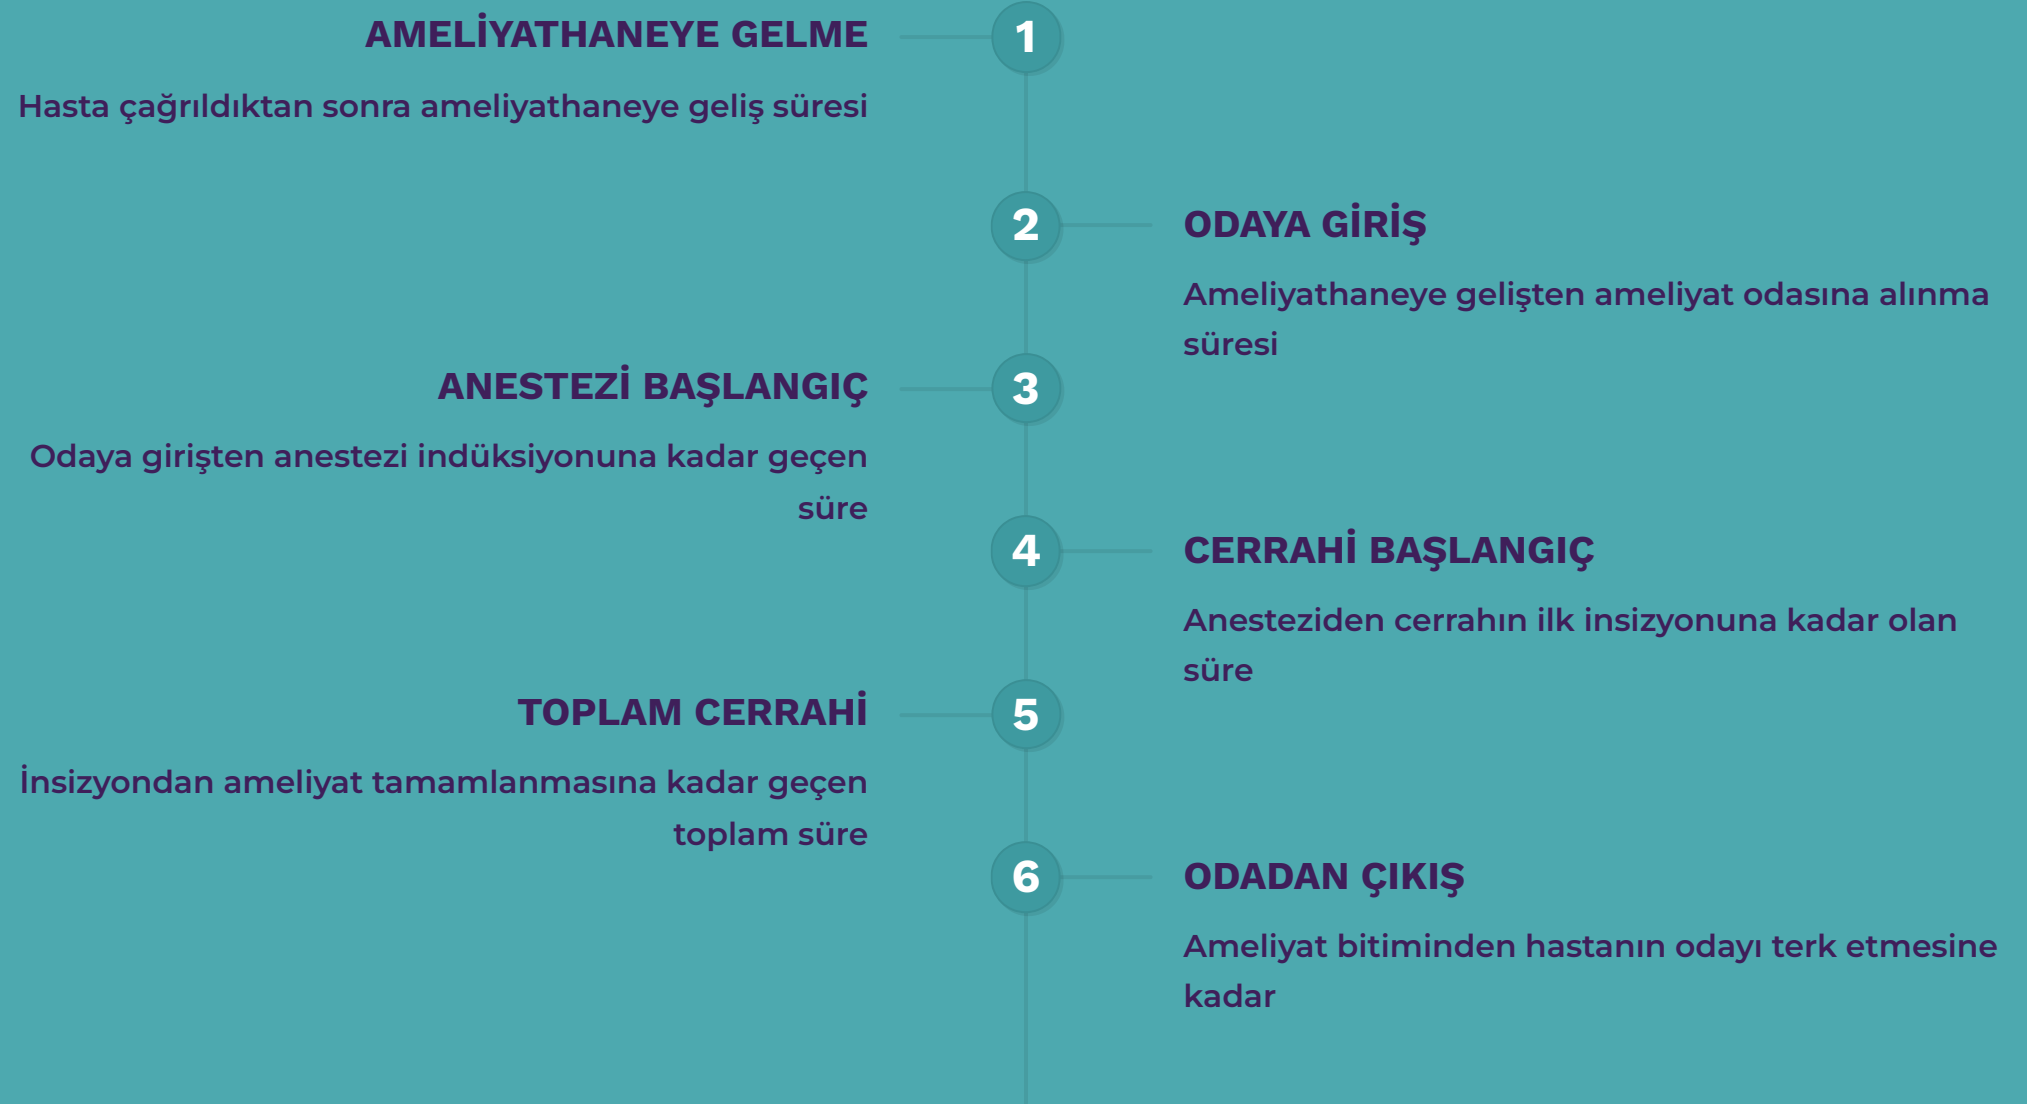 AMELİYATHANEYE GELME
1
Hasta çağrıldıktan sonra ameliyathaneye geliş süresi
2
ODAYA GİRİŞ
Ameliyathaneye gelişten ameliyat odasına alınma
süresi
ANESTEZİ BAŞLANGIÇ
3
Odaya girişten anestezi indüksiyonuna kadar geçen
süre
4
CERRAHİ BAŞLANGIÇ
Anesteziden cerrahın ilk insizyonuna kadar olan
süre
TOPLAM CERRAHİ
5
İnsizyondan ameliyat tamamlanmasına kadar geçen
toplam süre
6
ODADAN ÇIKIŞ
Ameliyat bitiminden hastanın odayı terk etmesine
kadar